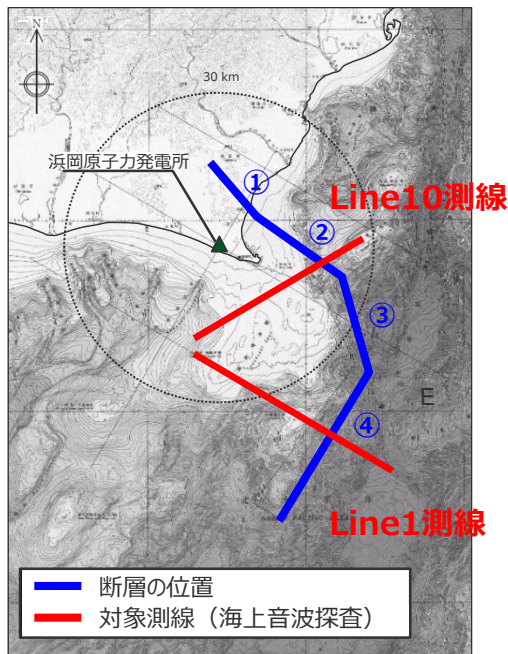 30 km
浜岡原子力発電所
①
Line10測線
②
③
E
④
Line1測線
断層の位置
対象測線（海上音波探査）